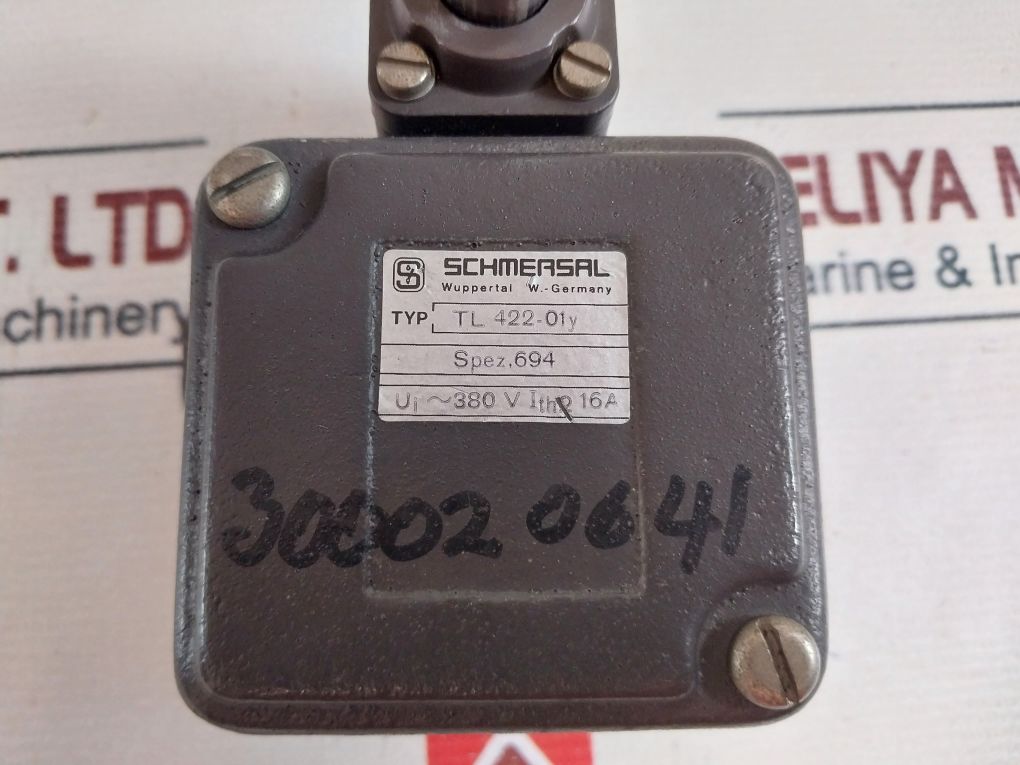 T. LTD
ELIYA M
chinery
arine & In
SCHMERSAL
Wuppertal W.-Germany
TYP TL 422-01y
Spez.694
Ui ~380 V Ith2 16A
30002 0641